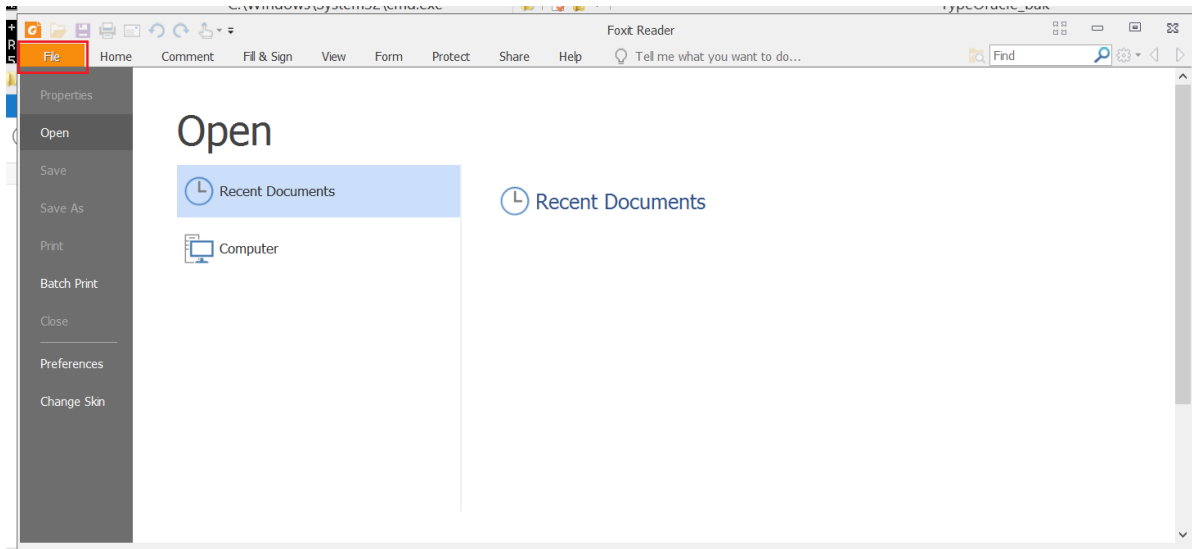 C:\Windows\System32\cmd.exe
TypeOracle_bak
Foxit Reader
File Home Comment Fill & Sign View Form Protect Share Help Tell me what you want to do... Find
Properties
Open
Save
Save As
Print
Batch Print
Close
Preferences
Change Skin
Open
Recent Documents
Computer
Recent Documents